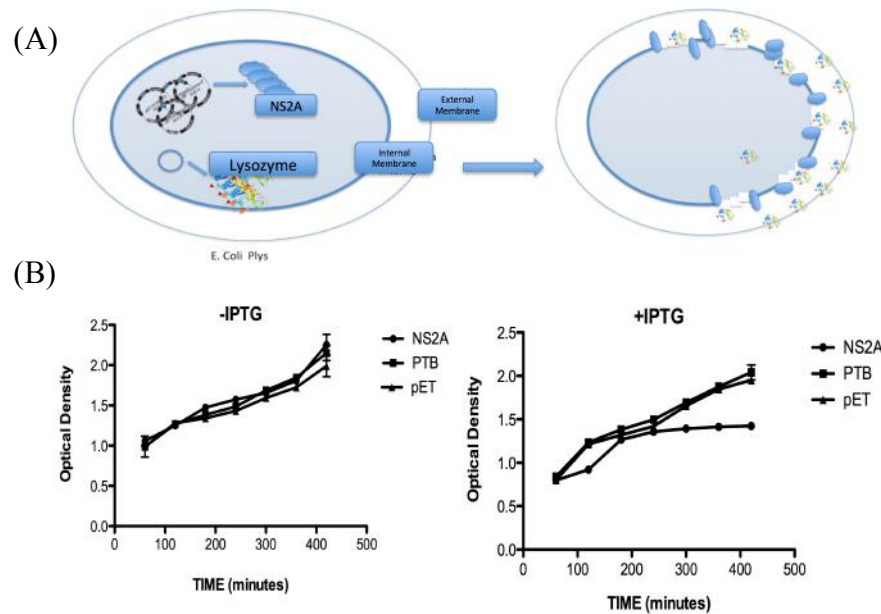 (A)
NS2A
External
Membrane
Lysozyme
Internal
Membrane
E. Coli Plys
(B)
-IPTG
Optical Density
2.5
2.0
1.5
1.0
0.5
0.0
0 100 200 300 400 500
TIME (minutes)
NS2A
PTB
pET
+IPTG
Optical Density
2.5
2.0
1.5
1.0
0.5
0.0
0 100 200 300 400 500
TIME (minutes)
NS2A
PTB
pET